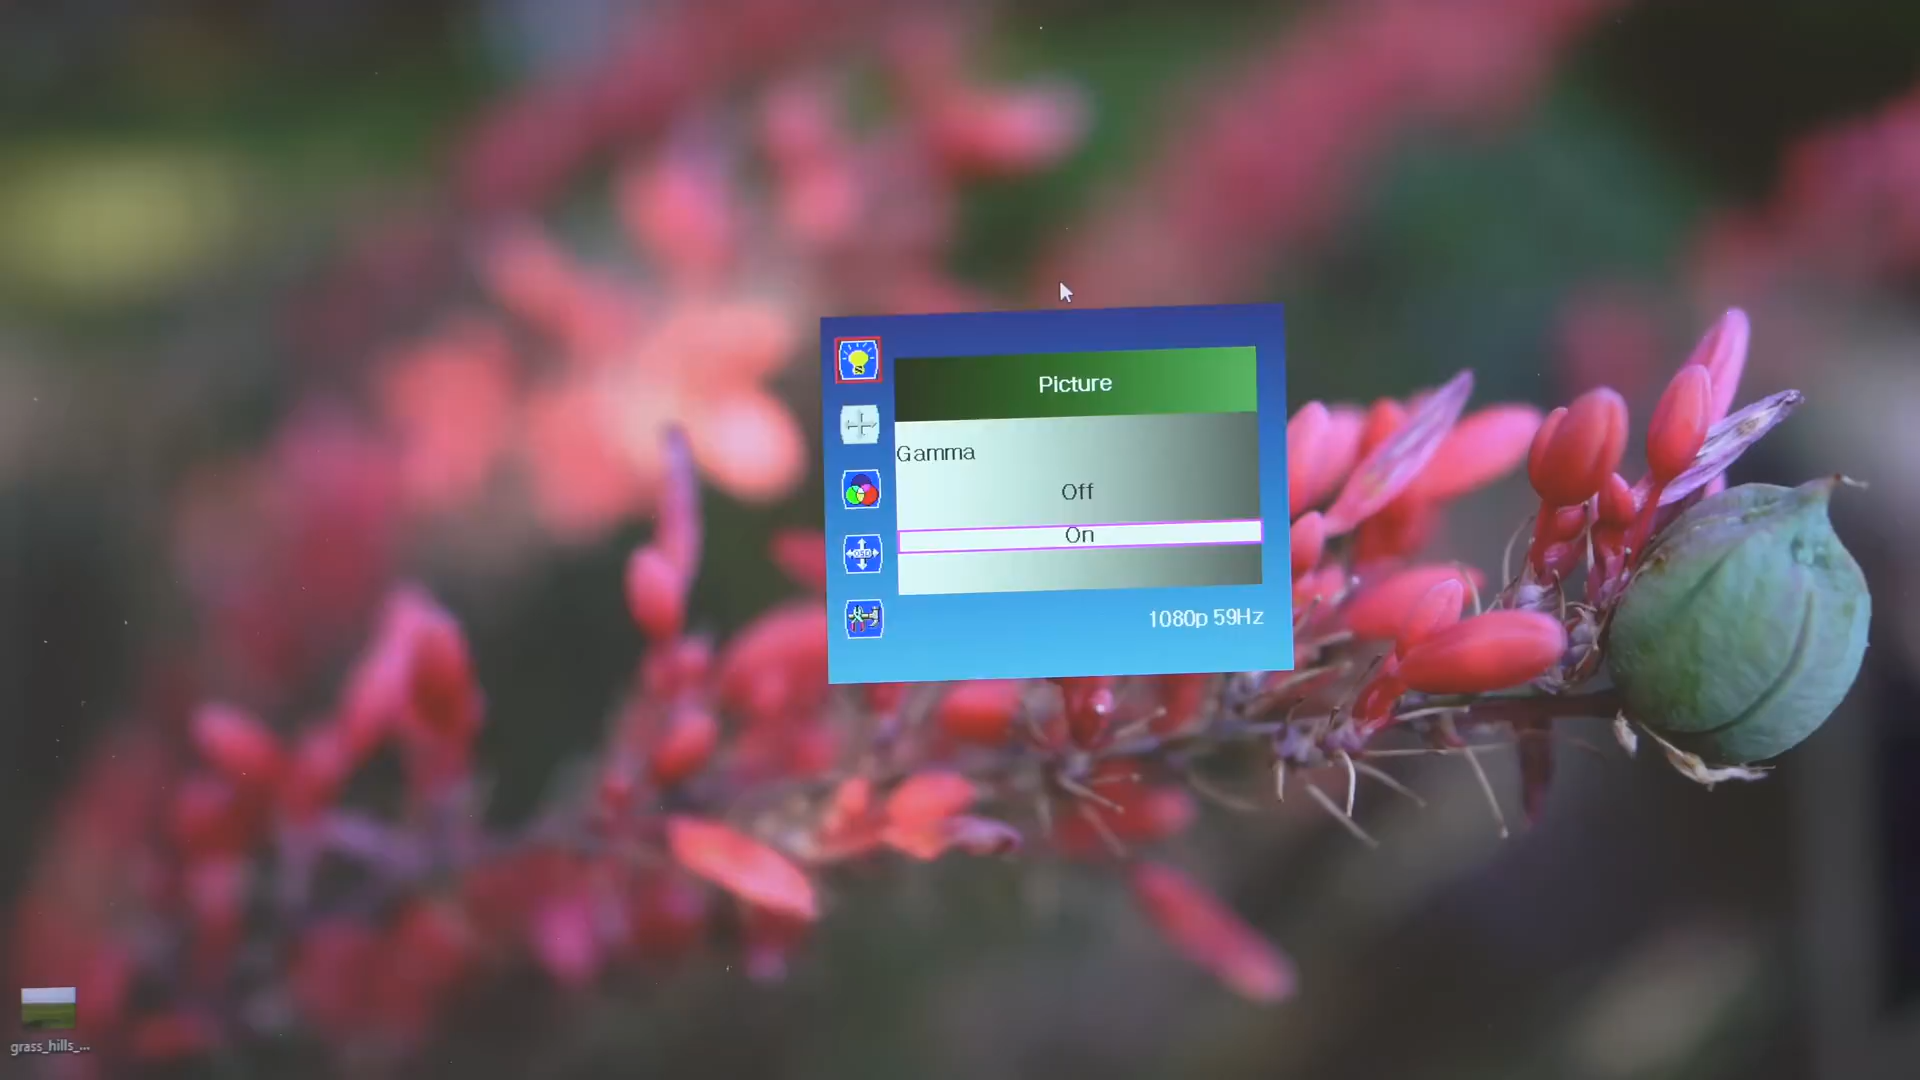 Picture
Gamma
Off
On
1080p 59Hz
grass_hills_...